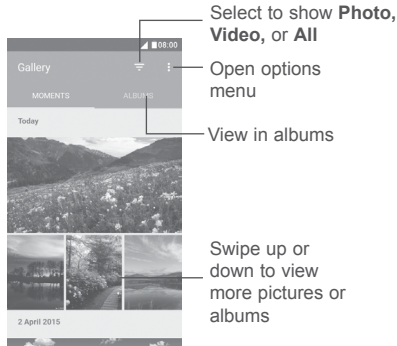 Select to show Photo,
Video, or All
08:00
Gallery
Open options
menu
MOMENTS ALBUMS
Today
View in albums
Swipe up or
down to view
more pictures or
albums
2 April 2015